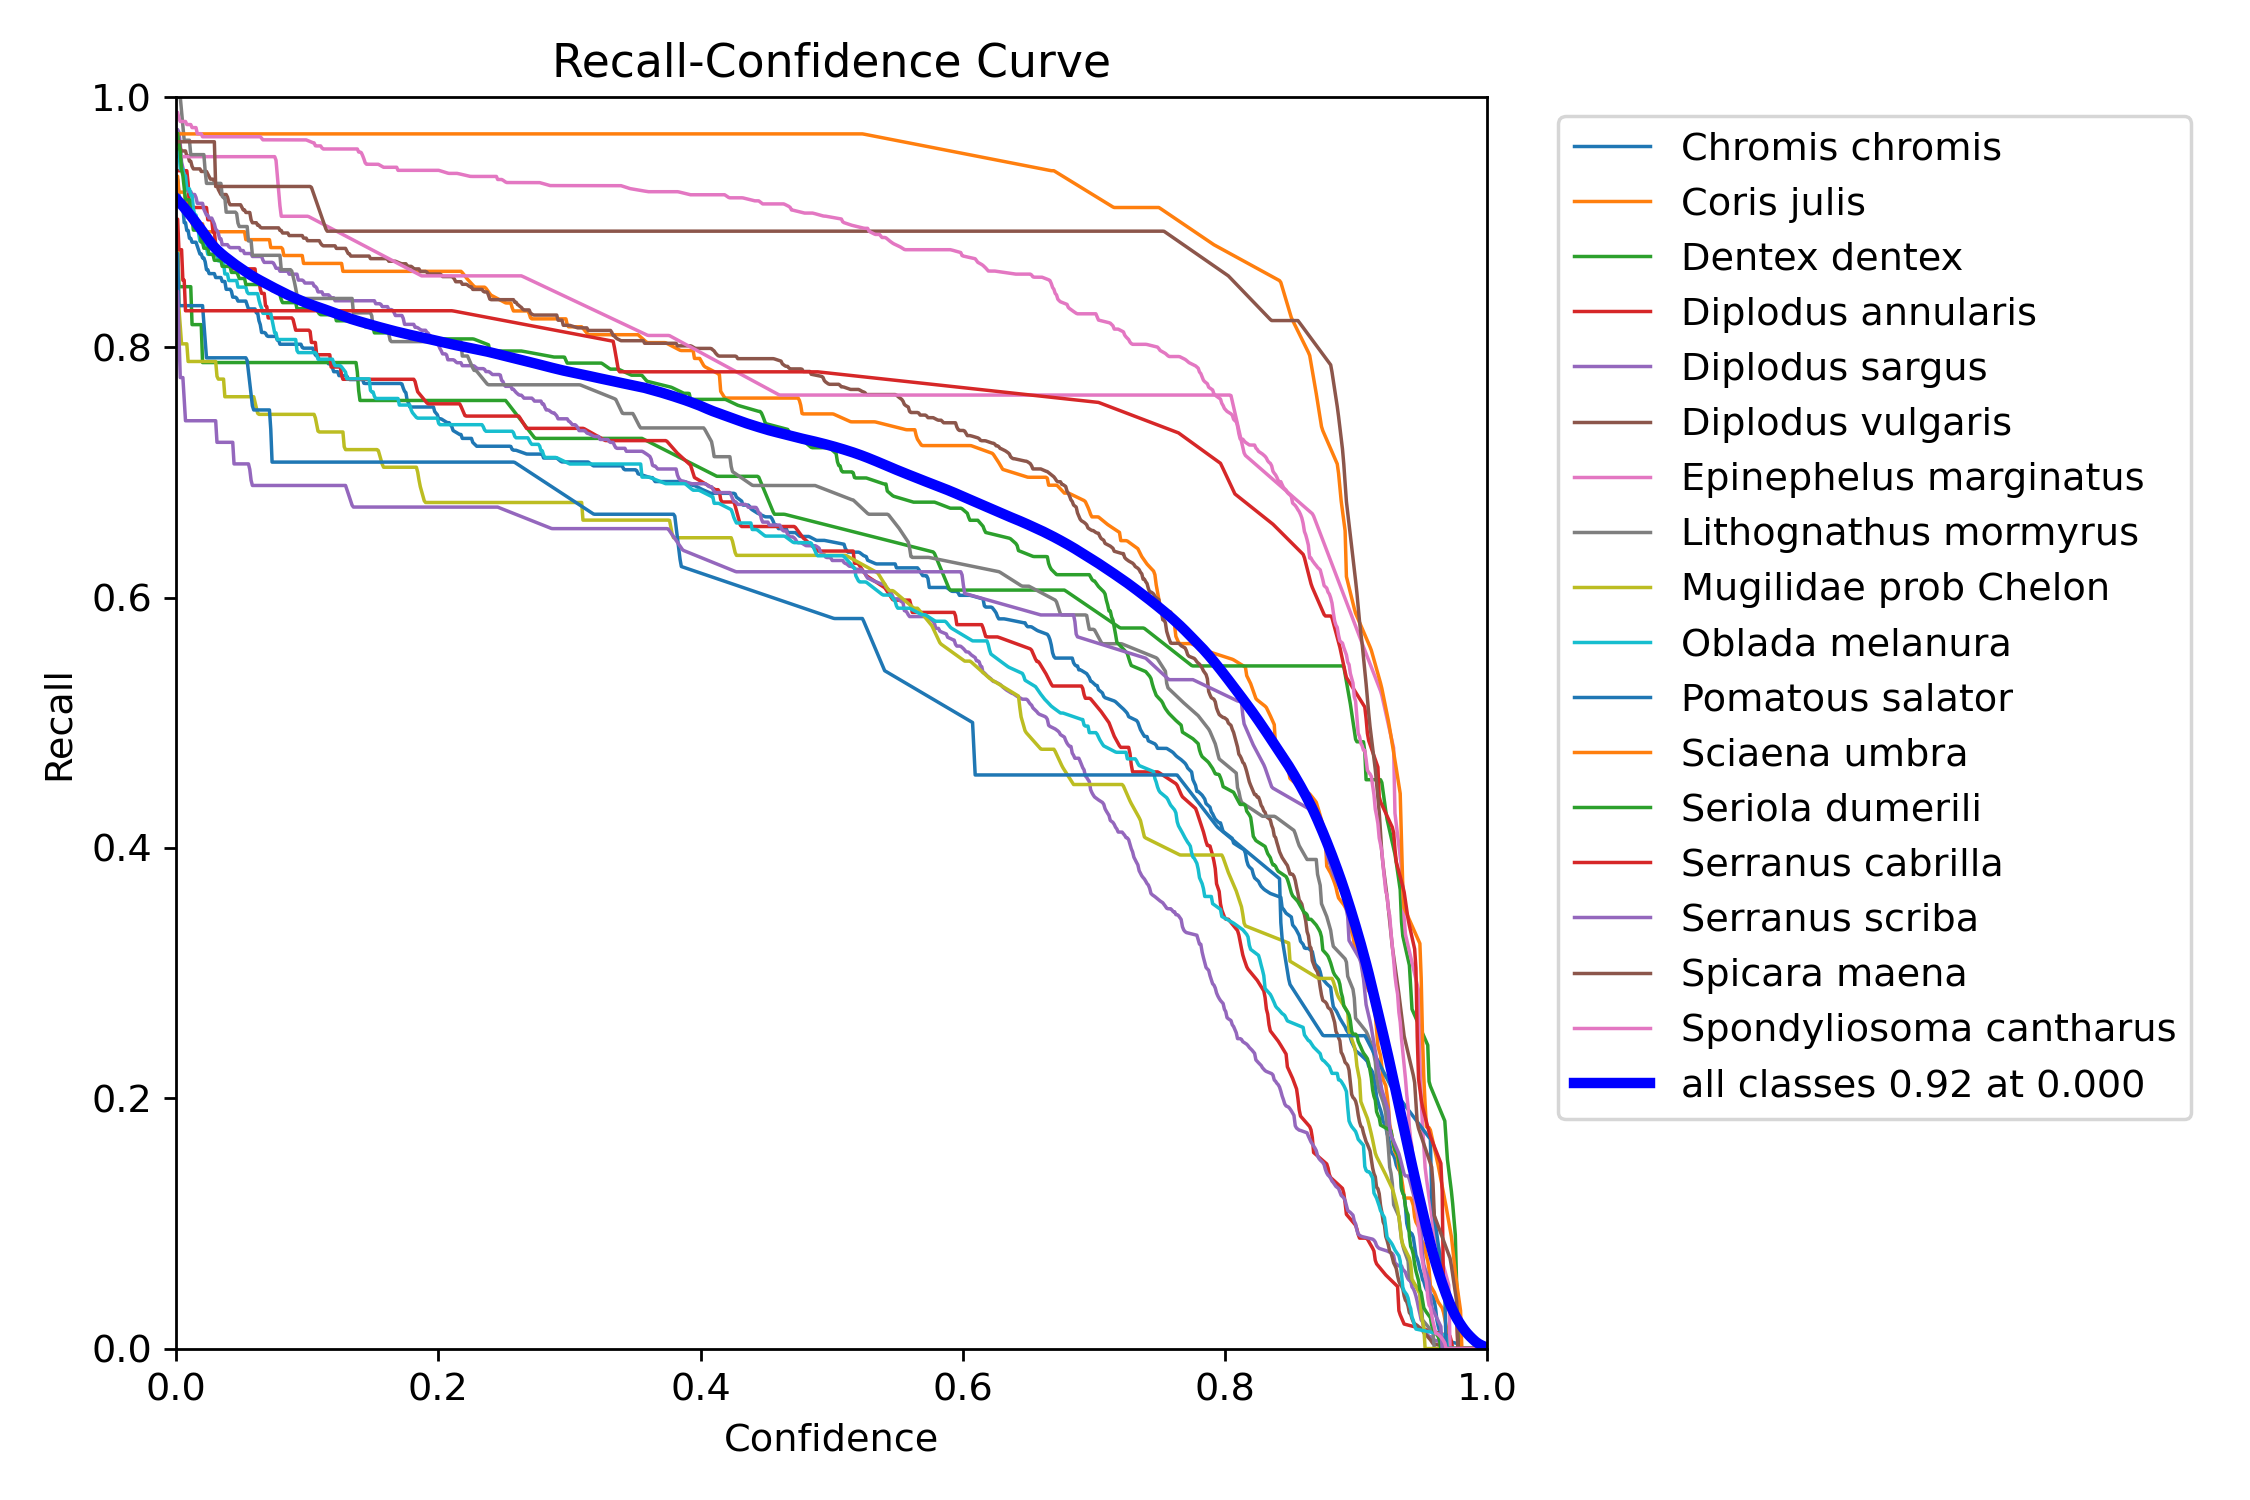 Recall-Confidence Curve
1.0
0.8
0.6
0.4
0.2
0.0
Recall
0.0 0.2 0.4 0.6 0.8 1.0
Confidence
Chromis chromis
Coris julis
Dentex dentex
Diplodus annularis
Diplodus sargus
Diplodus vulgaris
Epinephelus marginatus
Lithognathus mormyrus
Mugilidae prob Chelon
Oblada melanura
Pomatous salator
Sciaena umbra
Seriola dumerili
Serranus cabrilla
Serranus scriba
Spicara maena
Spondyliosoma cantharus
all classes 0.92 at 0.000